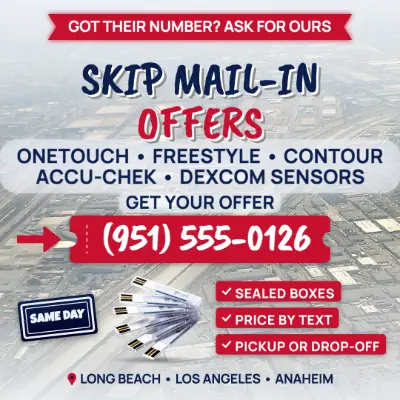 GOT THEIR NUMBER? ASK FOR OURS
SKIP MAIL-IN
OFFERS
ONETOUCH • FREESTYLE • CONTOUR
ACCU-CHEK • DEXCOM SENSORS
GET YOUR OFFER
(951) 555-0126
SAME DAY
SEALED BOXES
PRICE BY TEXT
PICKUP OR DROP-OFF
LONG BEACH • LOS ANGELES • ANAHEIM